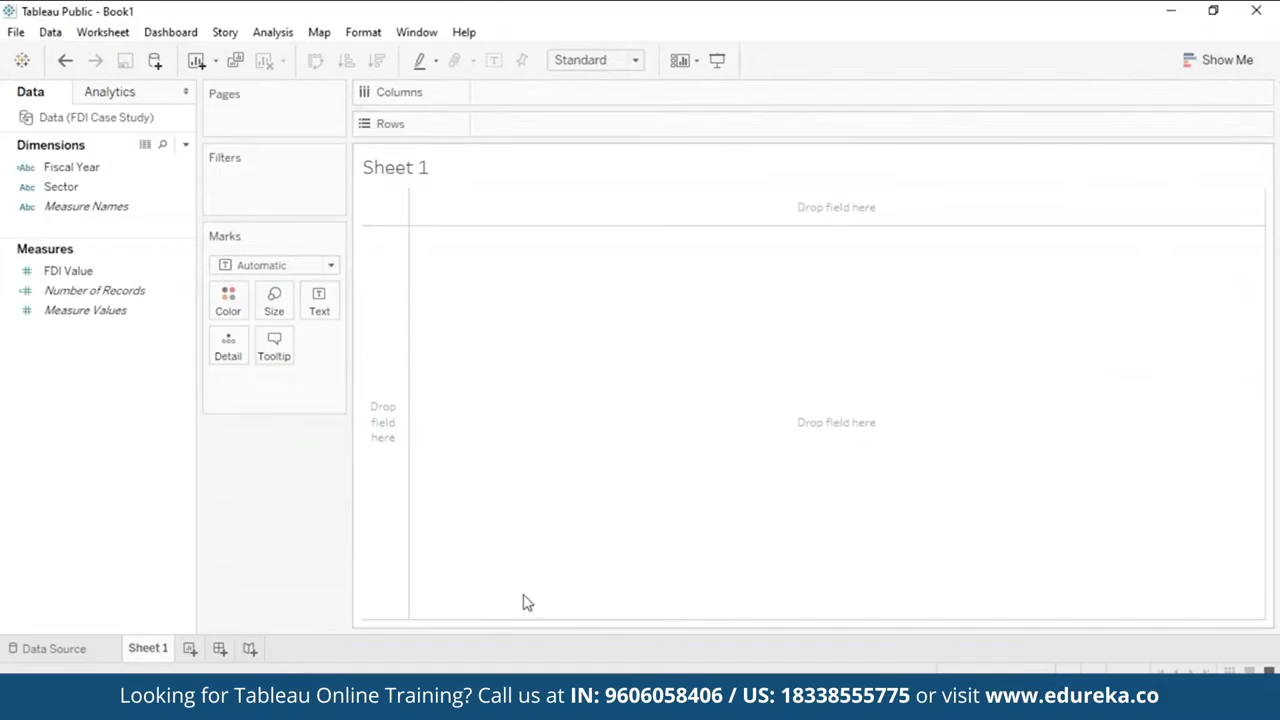 Tableau Public - Book1
File Data Worksheet Dashboard Story Analysis Map Format Window Help
Standard
Show Me
Data Analytics
Data (FDI Case Study)
Dimensions
Abc Fiscal Year
Abc Sector
Abc Measure Names
Measures
# FDI Value
# Number of Records
# Measure Values
Pages
Filters
Marks
T Automatic
Color Size Text
Detail Tooltip
Columns
Rows
Sheet 1
Drop field here
Drop
field
here
Drop field here
Data Source Sheet 1
Looking for Tableau Online Training? Call us at IN: 9606058406 / US: 18338555775 or visit www.edureka.co